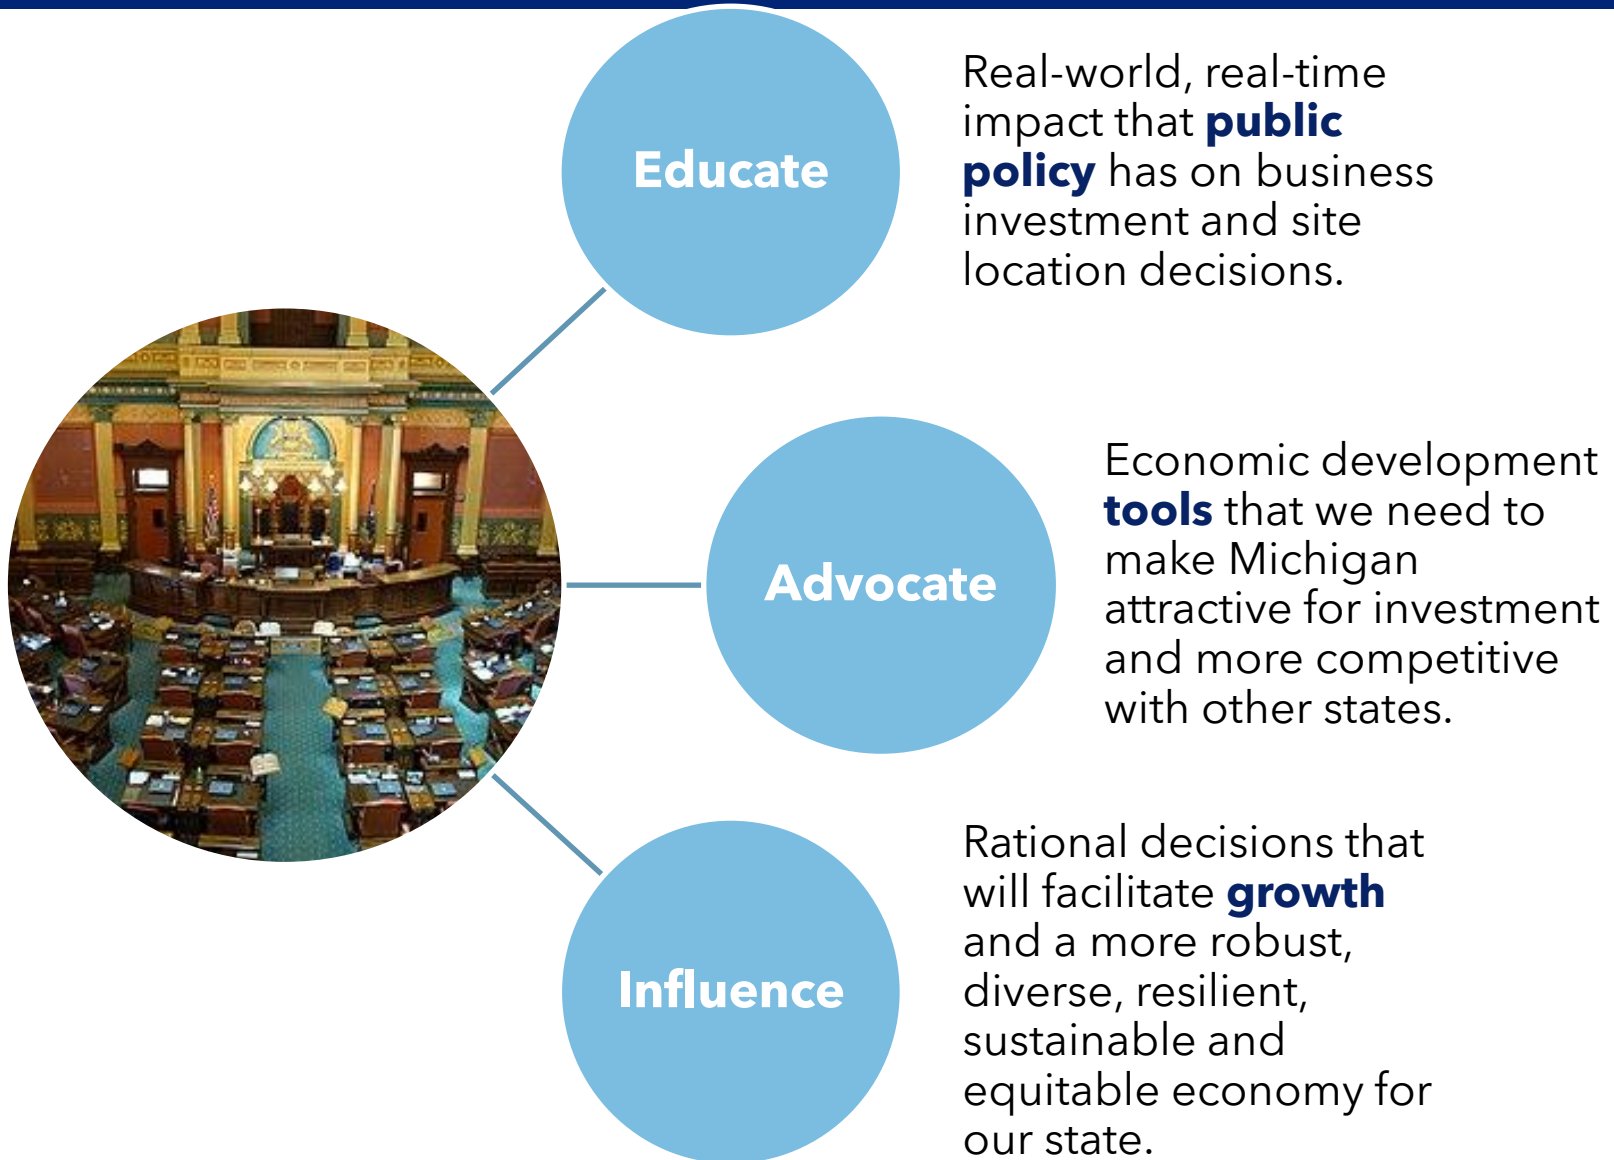 Educate
Real-world, real-time
impact that public
policy has on business
investment and site
location decisions.
Advocate
Economic development
tools that we need to
make Michigan
attractive for investment
and more competitive
with other states.
Influence
Rational decisions that
will facilitate growth
and a more robust,
diverse, resilient,
sustainable and
equitable economy for
our state.